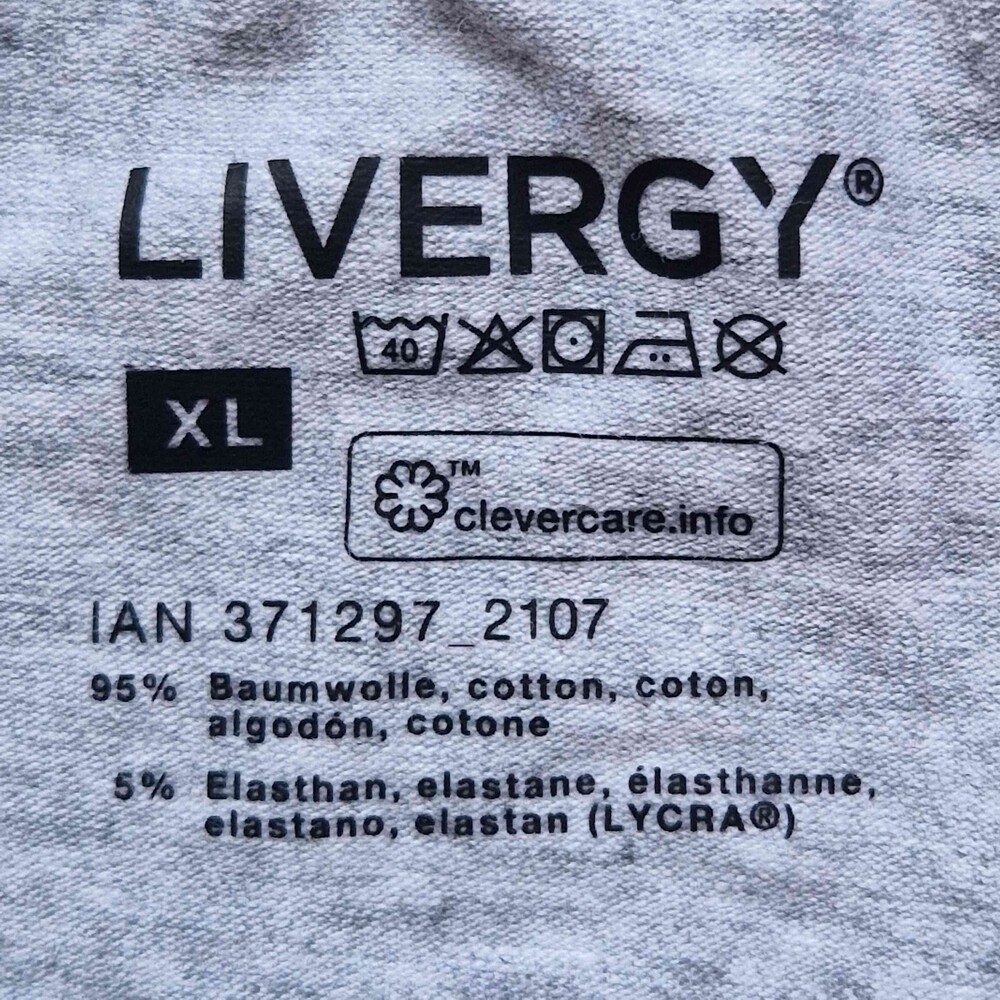 LIVERGY®
40
XL
™
clevercare.info
IAN 371297_2107
95% Baumwolle, cotton, coton,
algodón, cotone
5% Elasthan, elastane, élasthanne,
elastano, elastan (LYCRA®)